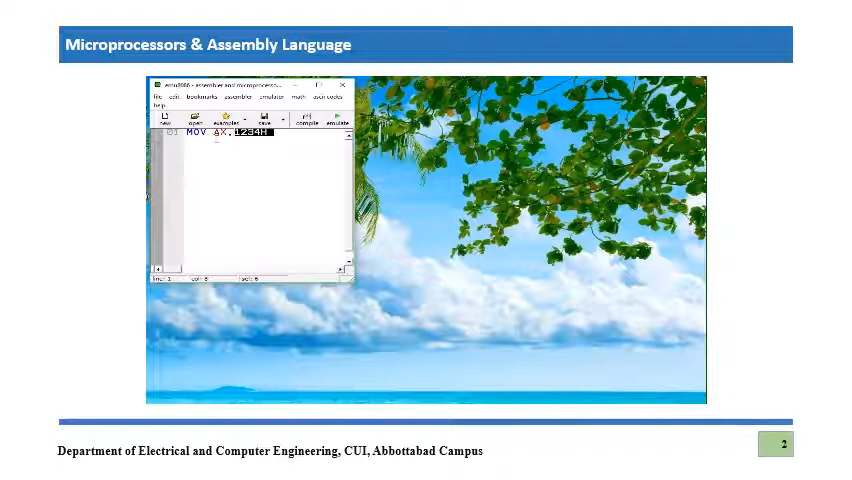 Microprocessors & Assembly Language
emu8086 - assembler and microprocesso...
file edit bookmarks assembler emulator math ascii codes
help
new open examples save compile emulate
01 MOV AX,1234H
line: 1 col: 8 sel: 6
Department of Electrical and Computer Engineering, CUI, Abbottabad Campus
2